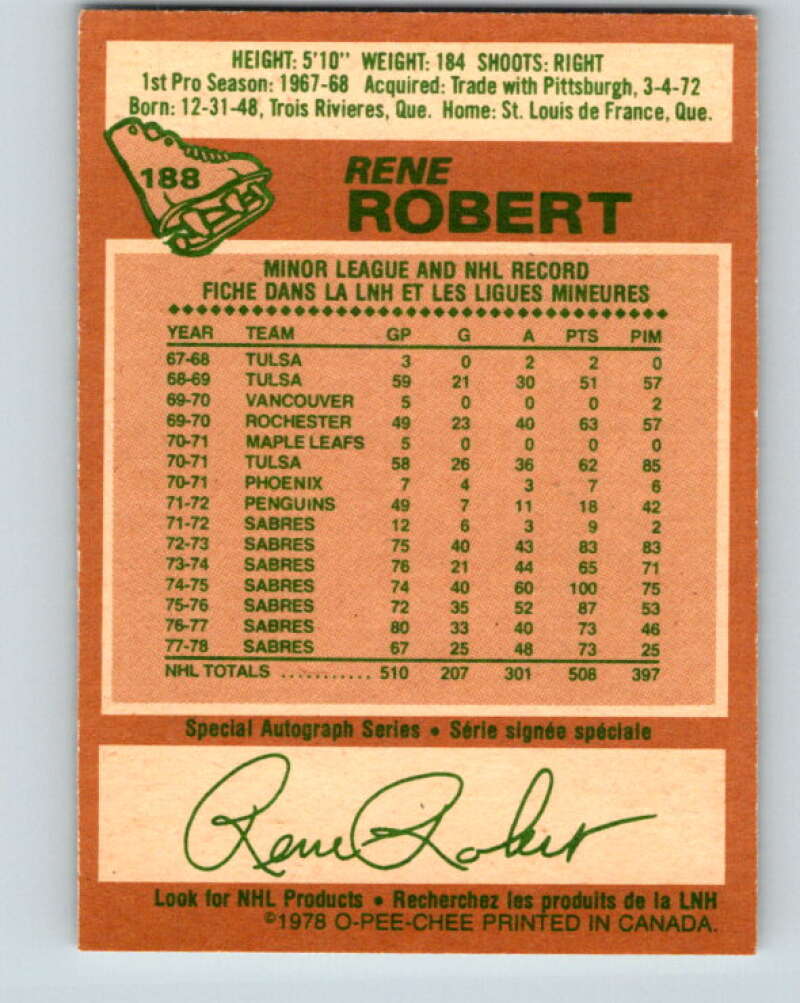 HEIGHT: 5'10" WEIGHT: 184 SHOOTS: RIGHT
1st Pro Season: 1967-68 Acquired: Trade with Pittsburgh, 3-4-72
Born: 12-31-48, Trois Rivieres, Que. Home: St. Louis de France, Que.
188
RENE
ROBERT
MINOR LEAGUE AND NHL RECORD
FICHE DANS LA LNH ET LES LIGUES MINEURES
YEAR TEAM GP G A PTS PIM
67-68 TULSA 3 0 2 2 0
68-69 TULSA 59 21 30 51 57
69-70 VANCOUVER 5 0 0 0 2
69-70 ROCHESTER 49 23 40 63 57
70-71 MAPLE LEAFS 5 0 0 0 0
70-71 TULSA 58 26 36 62 85
70-71 PHOENIX 7 4 3 7 6
71-72 PENGUINS 49 7 11 18 42
71-72 SABRES 12 6 3 9 2
72-73 SABRES 75 40 43 83 83
73-74 SABRES 76 21 44 65 71
74-75 SABRES 74 40 60 100 75
75-76 SABRES 72 35 52 87 53
76-77 SABRES 80 33 40 73 46
77-78 SABRES 67 25 48 73 25
NHL TOTALS ........... 510 207 301 508 397
Special Autograph Series • Série signée spéciale
Rene Robert
Look for NHL Products • Recherchez les produits de la LNH
©1978 O-PEE-CHEE PRINTED IN CANADA.